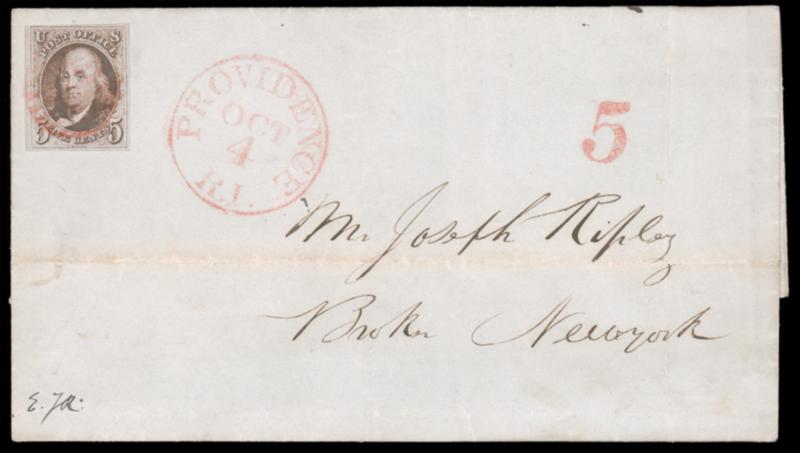 U S
POST OFFICE
5 FIVE CENTS 5
PROVIDENCE
OCT
4
R.I.
5
Mr Joseph Ripley
Broker Newyork